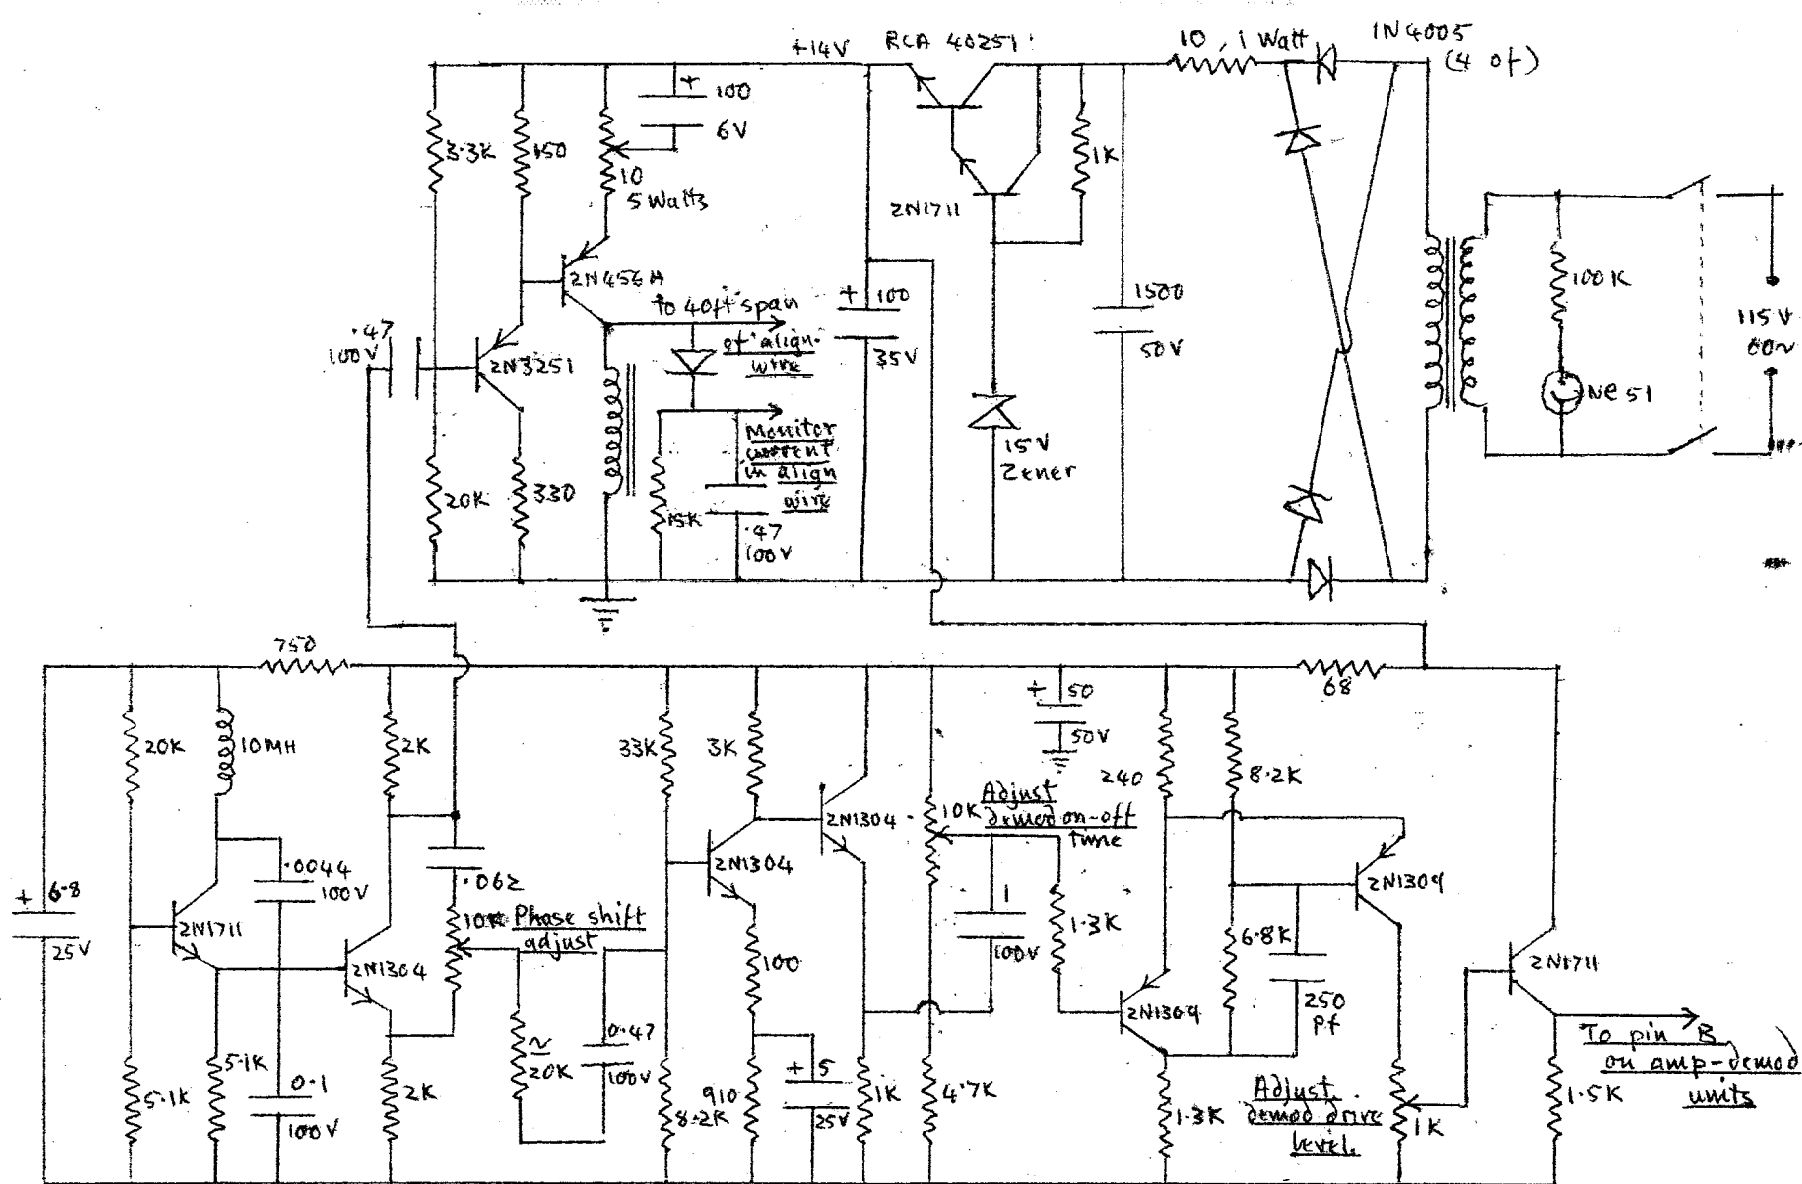 +14V
RCA 40251
10, 1 Watt
1N4005
(4 of)
+ 100
6V
3.3K
150
10
5 Watts
1K
2N1711
2N456A
To 40ft span
of align
wire
+ 100
35V
1500
50V
100K
115V
60~
.47
100V
2N3251
Ne 51
Monitor
current
in align
wire
15V
Zener
20K
330
15K
.47
100V
750
68
+ 50
50V
20K
10MH
2K
33K
3K
240
8.2K
2N1304
10K
Adjust
demod on-off
time
.0044
100V
.062
2N1304
2N1309
+ 6.8
25V
2N1711
10K
Phase shift
adjust
1
100V
1.3K
6.8K
2N1304
100
2N1711
250
pf
2N1309
≈
20K
0.47
100V
To pin B
on amp-demod
units
5.1K
5.1K
0.1
100V
2K
8.2K
910
+ 5
25V
1K
4.7K
1.3K
Adjust
demod drive
level.
1K
1.5K